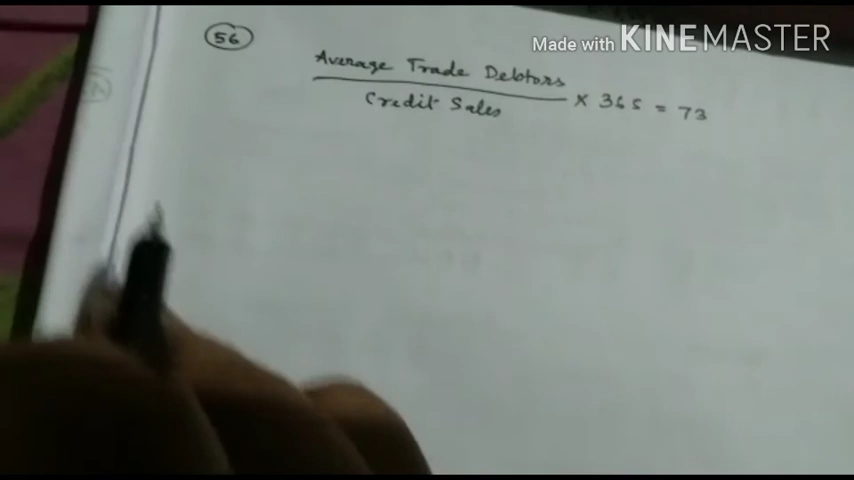 56
Made with KINEMASTER
Average Trade Debtors
Credit Sales
× 365 = 73